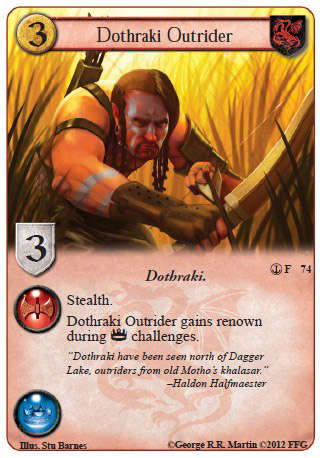 3
Dothraki Outrider
3
Dothraki.
F 74
Stealth.
Dothraki Outrider gains renown
during challenges.
"Dothraki have been seen north of Dagger
Lake, outriders from old Motho's khalasar."
–Haldon Halfmaester
Illus. Stu Barnes
©George R.R. Martin ©2012 FFG